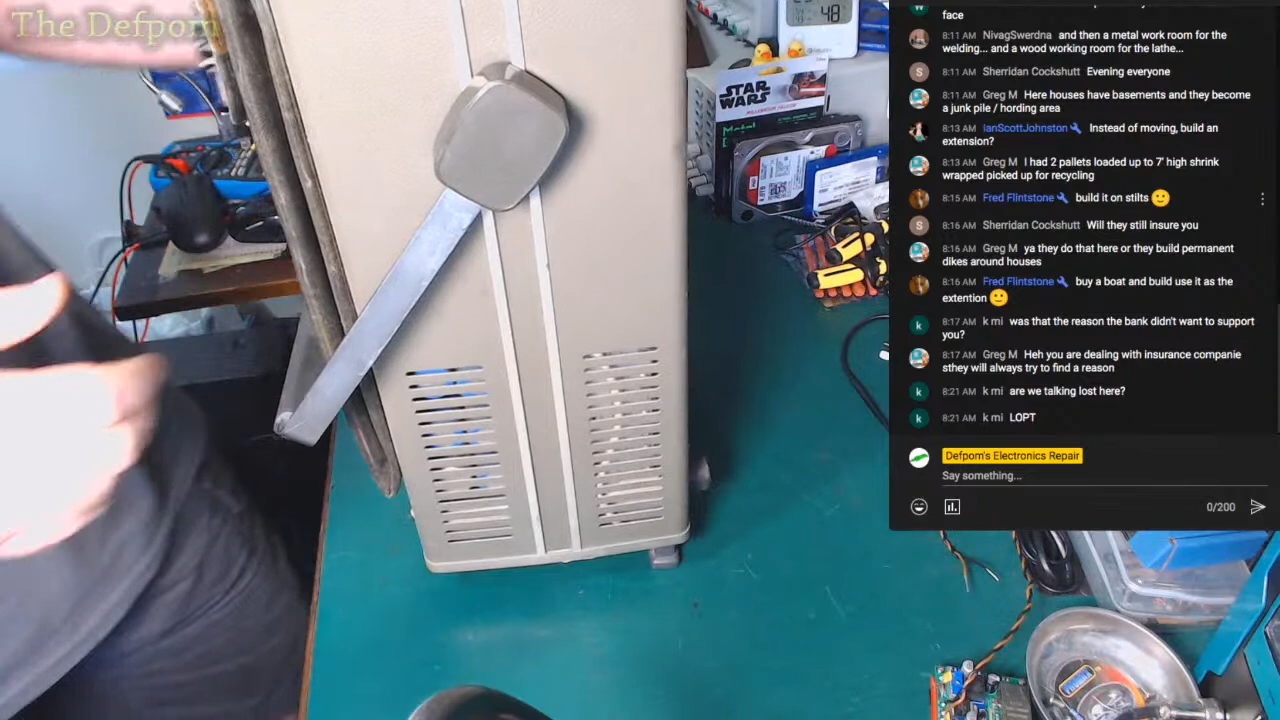 The Defpom
48
STAR
WARS
face
8:11 AM NivagSwerdna and then a metal work room for the
welding... and a wood working room for the lathe...
8:11 AM Sherridan Cockshutt Evening everyone
8:11 AM Greg M Here houses have basements and they become
a junk pile / hording area
8:13 AM IanScottJohnston Instead of moving, build an
extension?
8:13 AM Greg M I had 2 pallets loaded up to 7' high shrink
wrapped picked up for recycling
8:15 AM Fred Flintstone build it on stilts
8:16 AM Sherridan Cockshutt Will they still insure you
8:16 AM Greg M ya they do that here or they build permanent
dikes around houses
8:16 AM Fred Flintstone buy a boat and build use it as the
extention
8:17 AM k mi was that the reason the bank didn't want to support
you?
8:17 AM Greg M Heh you are dealing with insurance companie
sthey will always try to find a reason
8:21 AM k mi are we talking lost here?
8:21 AM k mi LOPT
Defpom's Electronics Repair
Say something...
0/200